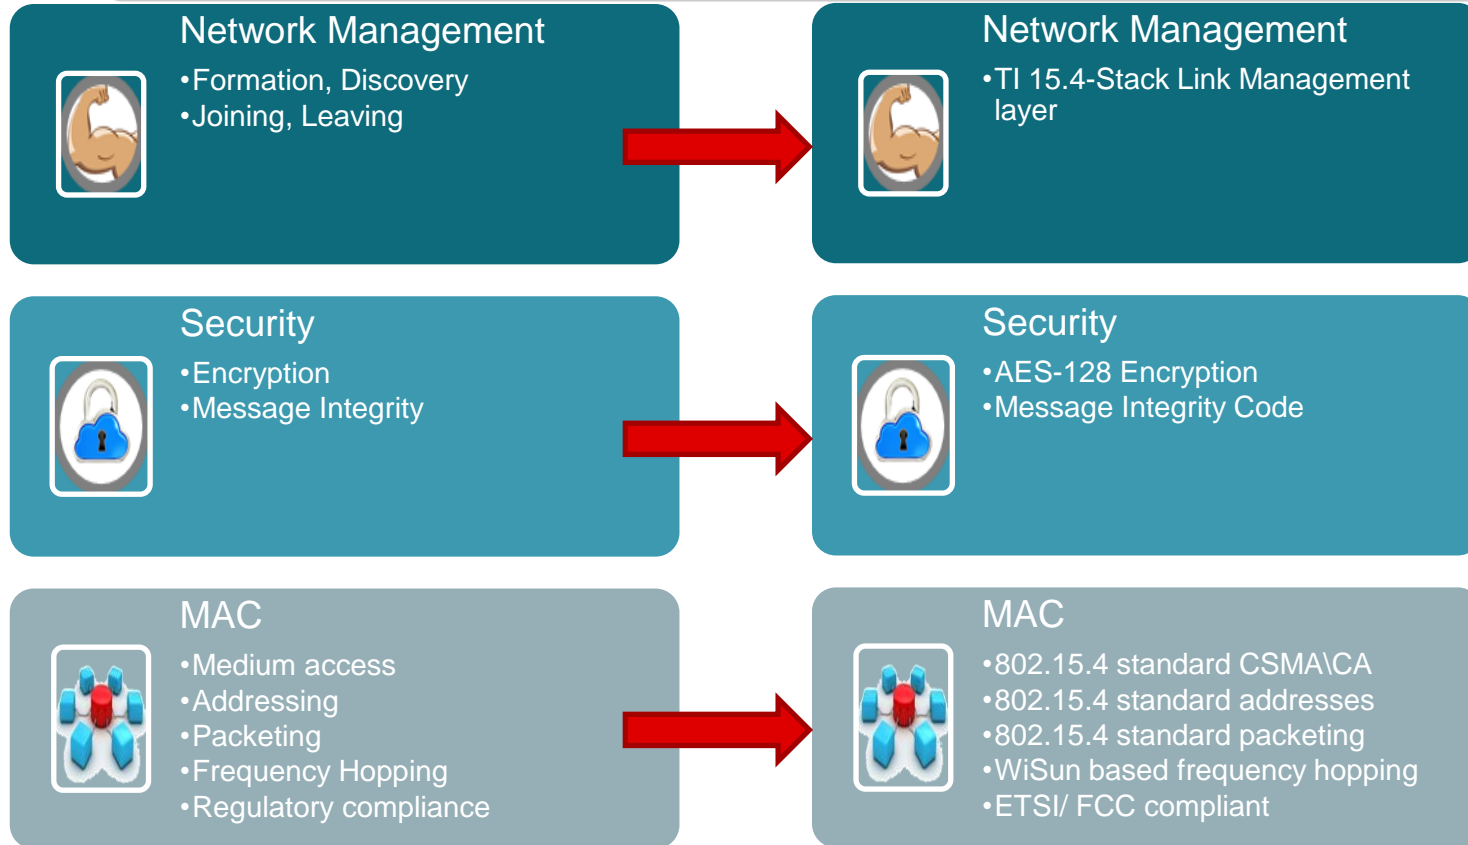 Network Management
•Formation, Discovery
•Joining, Leaving
Network Management
•TI 15.4-Stack Link Management
layer
Security
•Encryption
•Message Integrity
Security
•AES-128 Encryption
•Message Integrity Code
MAC
•Medium access
•Addressing
•Packeting
•Frequency Hopping
•Regulatory compliance
MAC
•802.15.4 standard CSMA\CA
•802.15.4 standard addresses
•802.15.4 standard packeting
•WiSun based frequency hopping
•ETSI/ FCC compliant